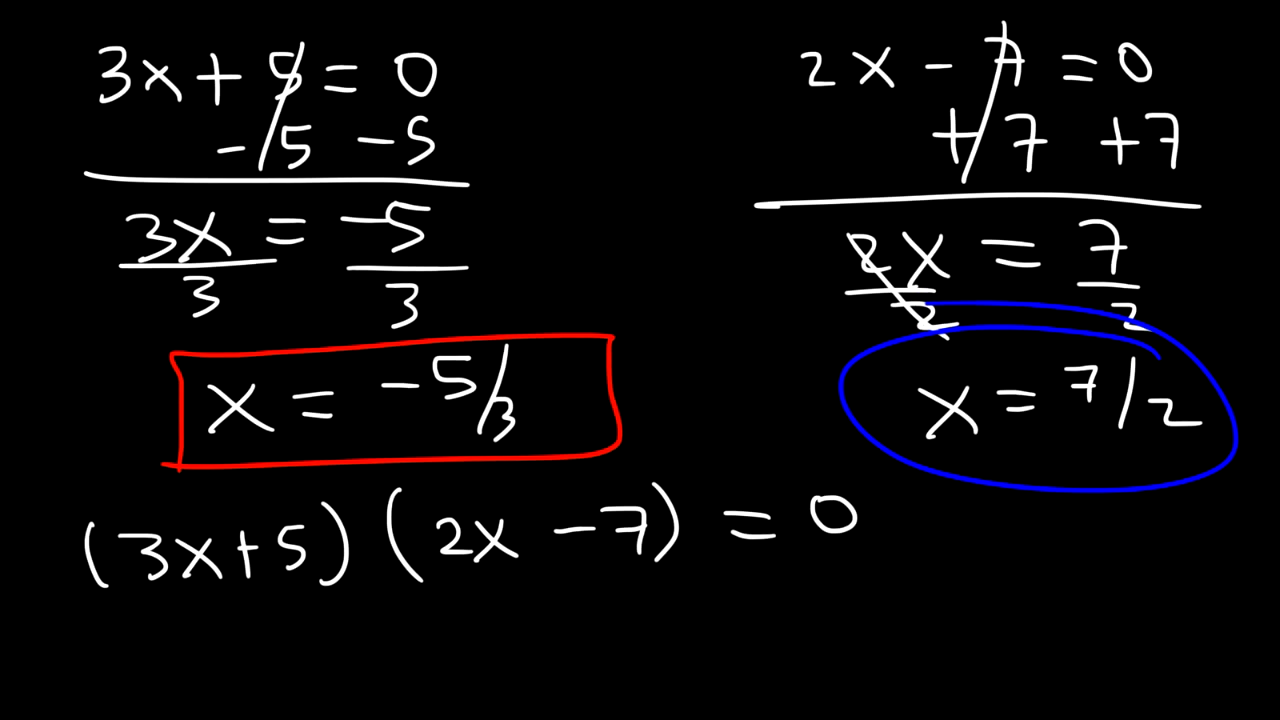 3x + 5 = 0
- 5 - 5
3x = -5
3 3
x = -5/3
2x - 7 = 0
+ 7 + 7
2x = 7
2 2
x = 7/2
(3x+5)(2x-7) = 0